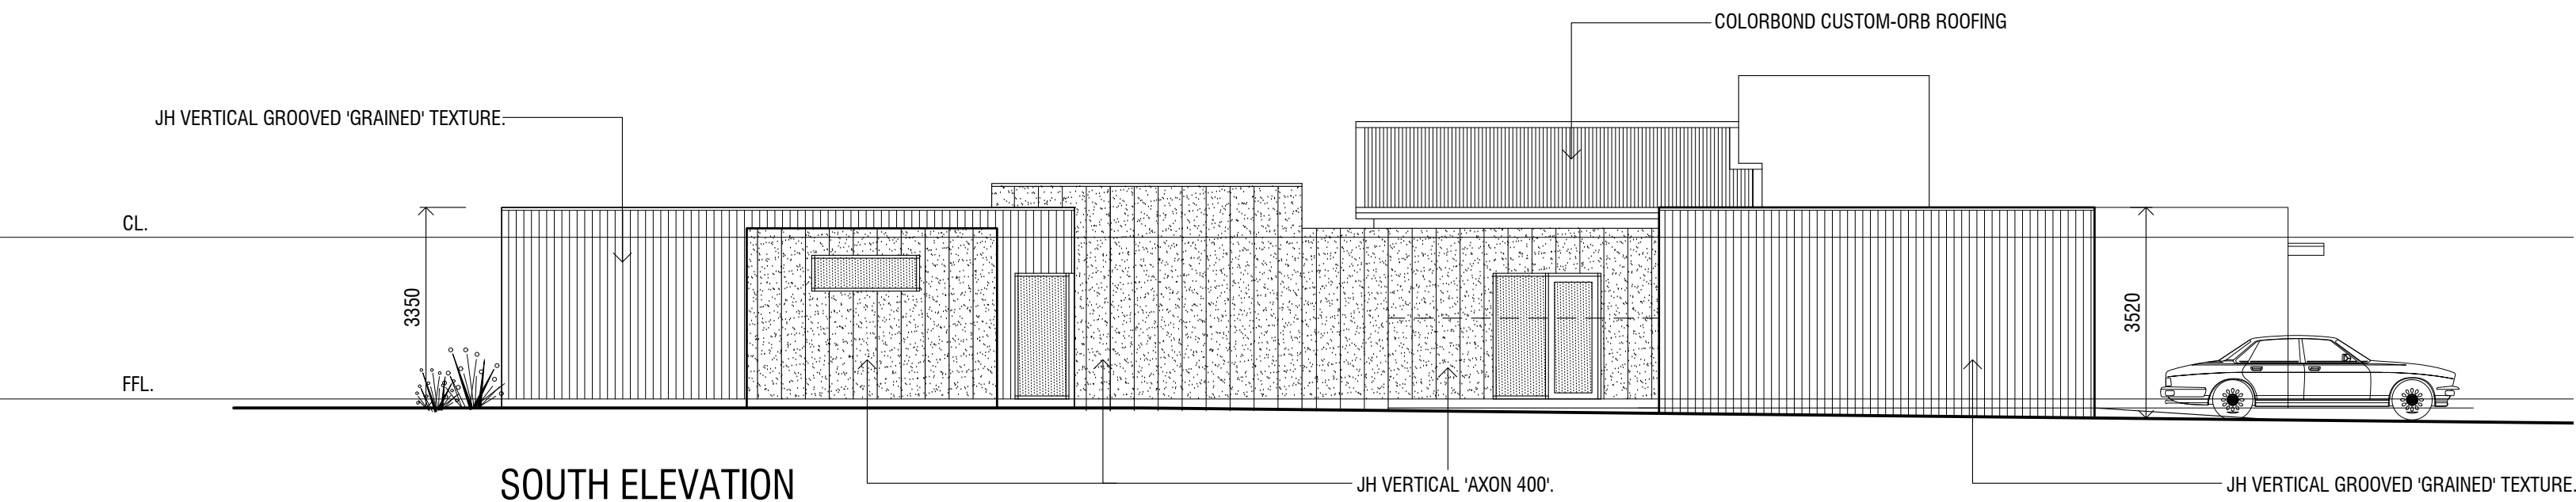 COLORBOND CUSTOM-ORB ROOFING
JH VERTICAL GROOVED 'GRAINED' TEXTURE.
CL.
3350
3520
FFL.
SOUTH ELEVATION
JH VERTICAL 'AXON 400'.
JH VERTICAL GROOVED 'GRAINED' TEXTURE.